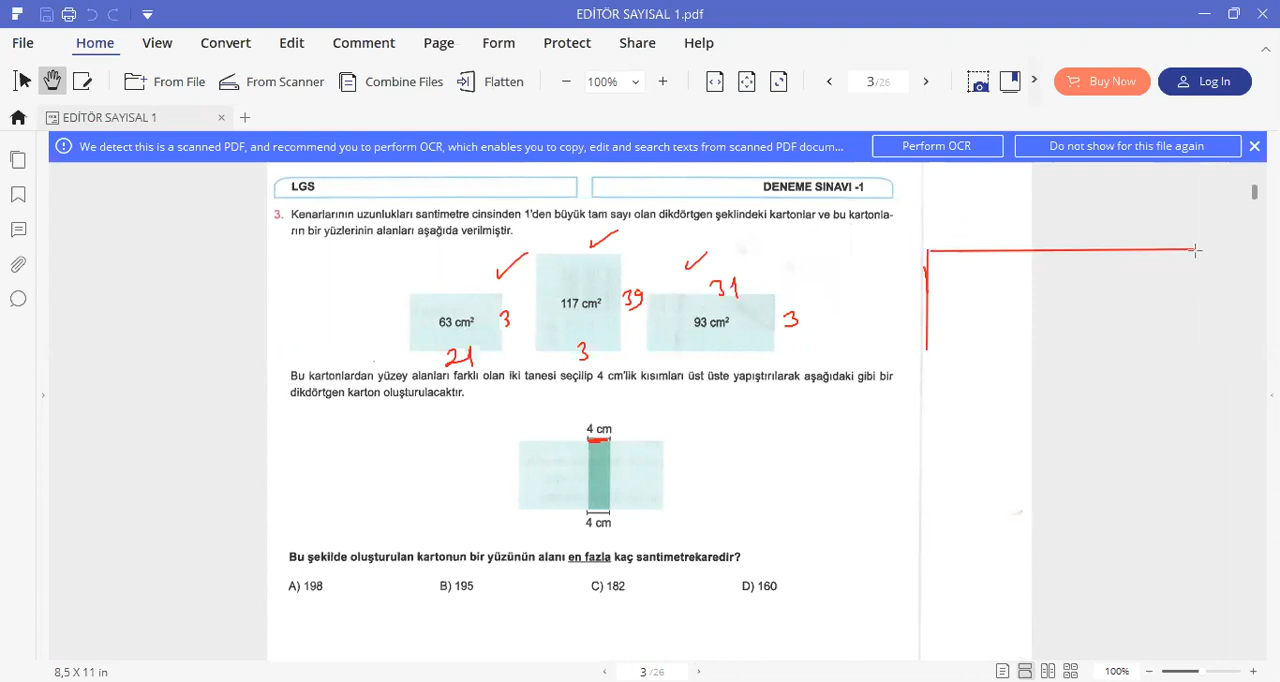 EDİTÖR SAYISAL 1.pdf
File Home View Convert Edit Comment Page Form Protect Share Help
From File From Scanner Combine Files Flatten 100% 3/26 Buy Now Log In
EDİTÖR SAYISAL 1
We detect this is a scanned PDF, and recommend you to perform OCR, which enables you to copy, edit and search texts from scanned PDF docum... Perform OCR Do not show for this file again
LGS DENEME SINAVI -1
3. Kenarlarının uzunlukları santimetre cinsinden 1'den büyük tam sayı olan dikdörtgen şeklindeki kartonlar ve bu kartonla-
rın bir yüzlerinin alanları aşağıda verilmiştir.
31
117 cm² 39
63 cm² 3 93 cm² 3
21 3
Bu kartonlardan yüzey alanları farklı olan iki tanesi seçilip 4 cm'lik kısımları üst üste yapıştırılarak aşağıdaki gibi bir
dikdörtgen karton oluşturulacaktır.
4 cm
4 cm
Bu şekilde oluşturulan kartonun bir yüzünün alanı en fazla kaç santimetrekaredir?
A) 198 B) 195 C) 182 D) 160
8,5 X 11 in 3 /26 100%